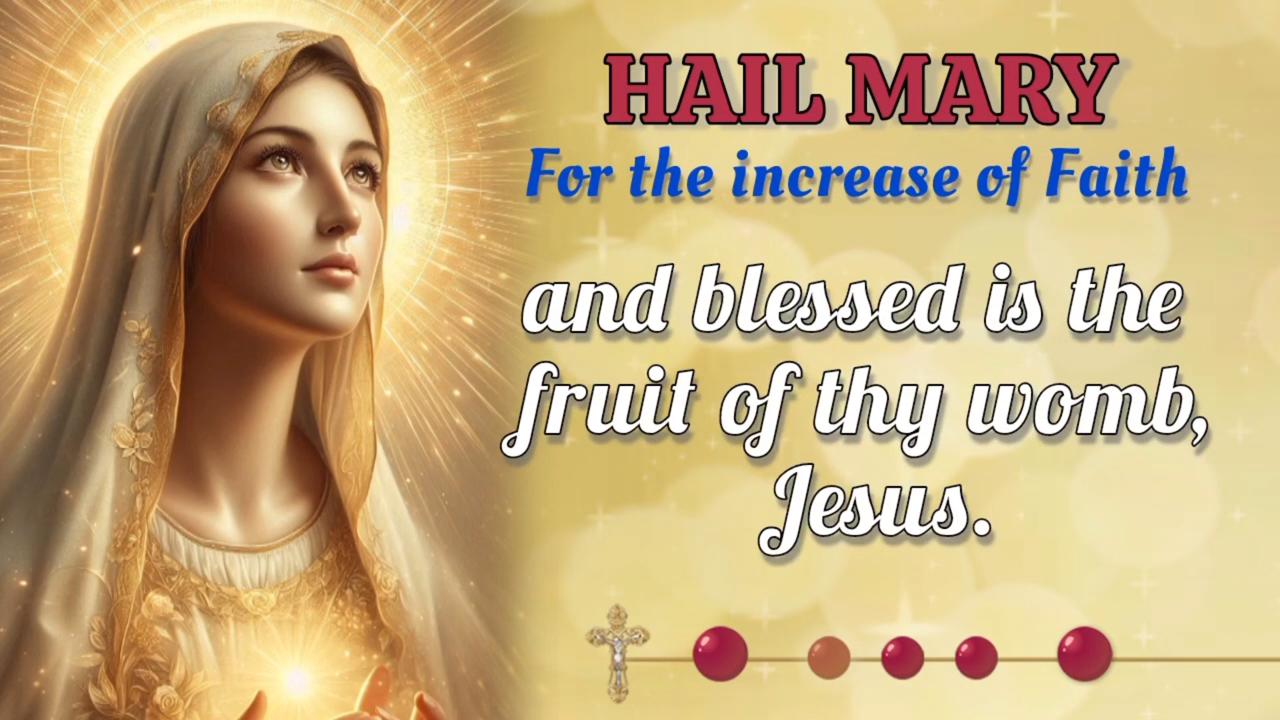 HAIL MARY
For the increase of Faith
and blessed is the
fruit of thy womb,
Jesus.